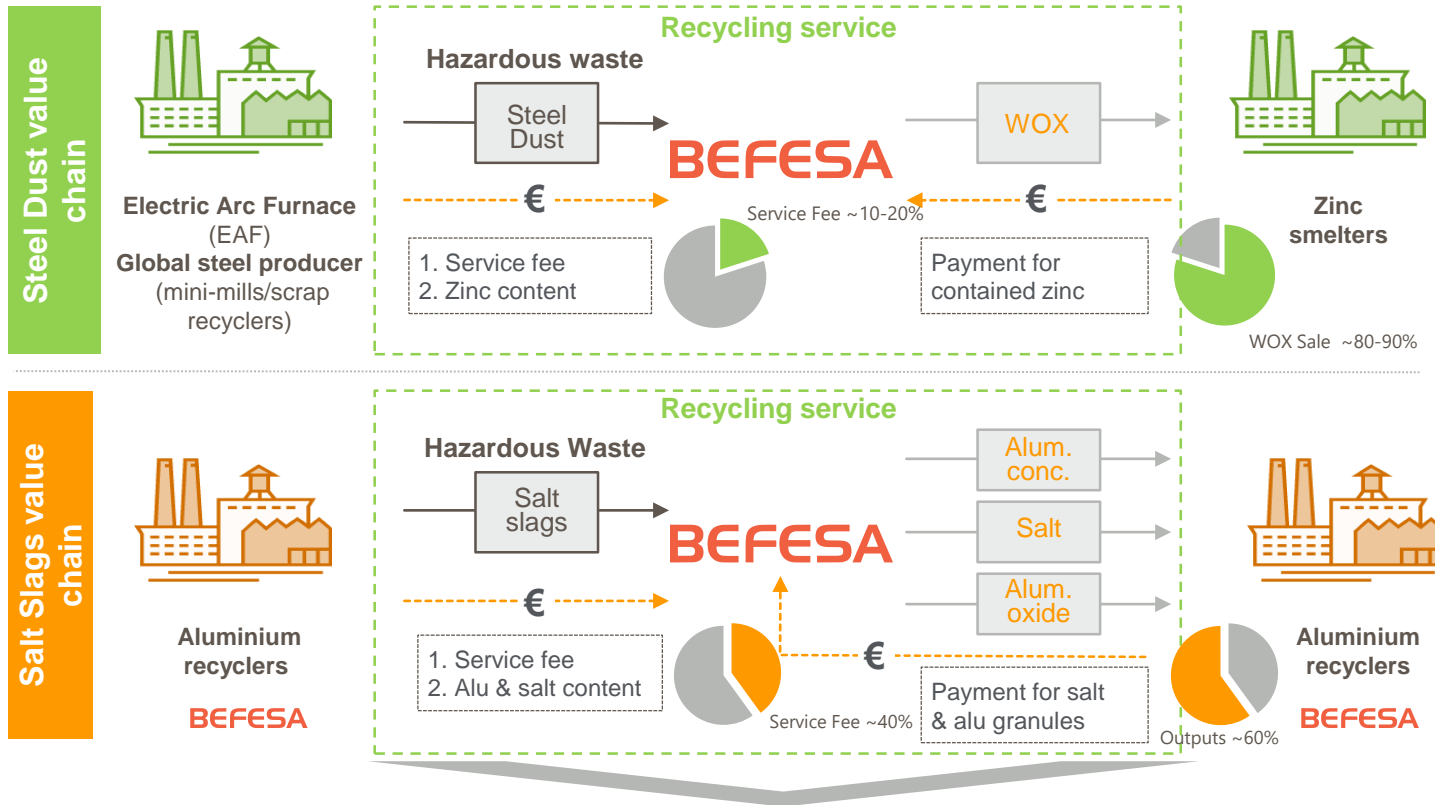 Steel Dust value
chain
Electric Arc Furnace
(EAF)
Global steel producer
(mini-mills/scrap
recyclers)
Recycling service
Hazardous waste
Steel
Dust
BEFESA
WOX
€
€
Service Fee ~10-20%
1. Service fee
2. Zinc content
Payment for
contained zinc
Zinc
smelters
WOX Sale ~80-90%
Salt Slags value
chain
Aluminium
recyclers
BEFESA
Recycling service
Hazardous Waste
Salt
slags
BEFESA
Alum.
conc.
Salt
Alum.
oxide
€
€
1. Service fee
2. Alu & salt content
Service Fee ~40%
Payment for salt
& alu granules
Outputs ~60%
Aluminium
recyclers
BEFESA